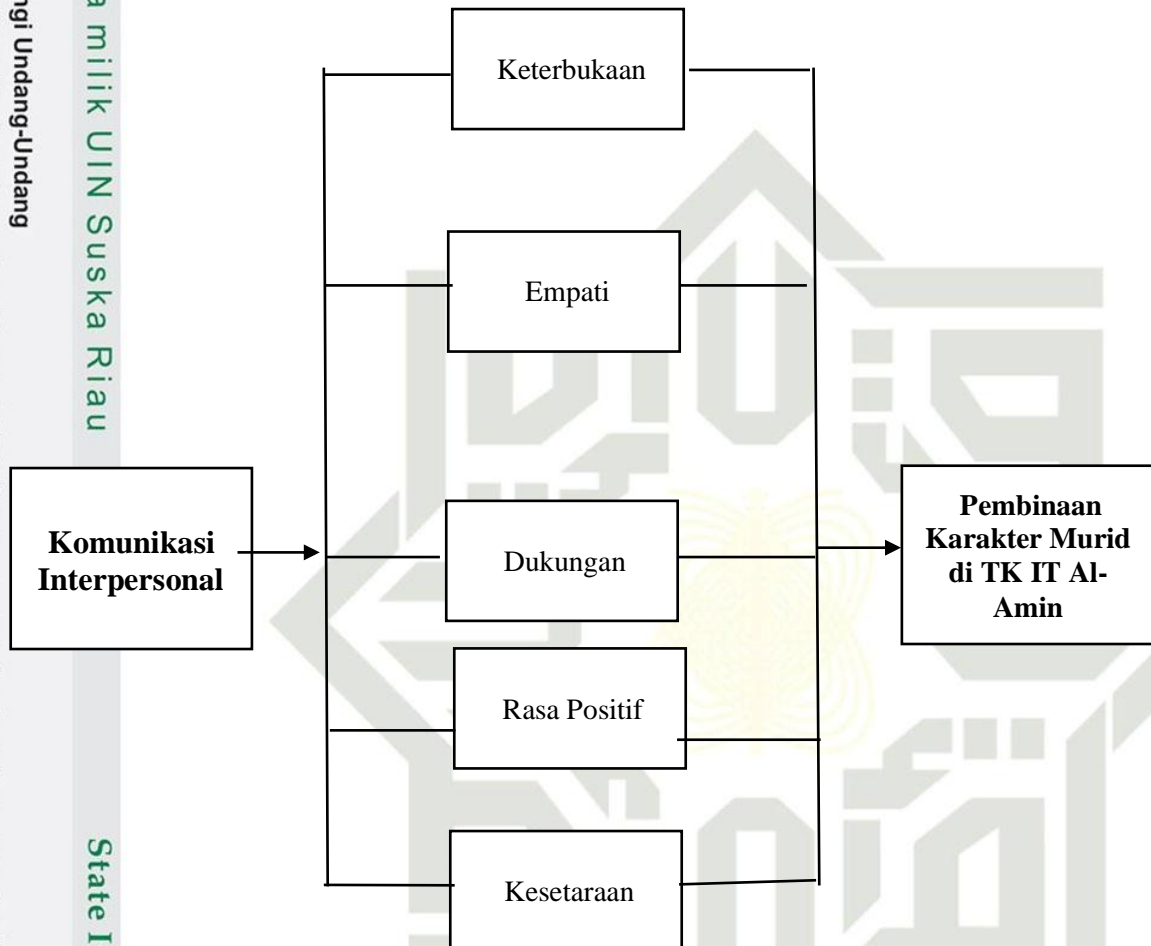 a milik UIN Suska Riau
ngi Undang-Undang
State I
Keterbukaan
Empati
Komunikasi
Interpersonal
Dukungan
Rasa Positif
Kesetaraan
Pembinaan
Karakter Murid
di TK IT Al-
Amin